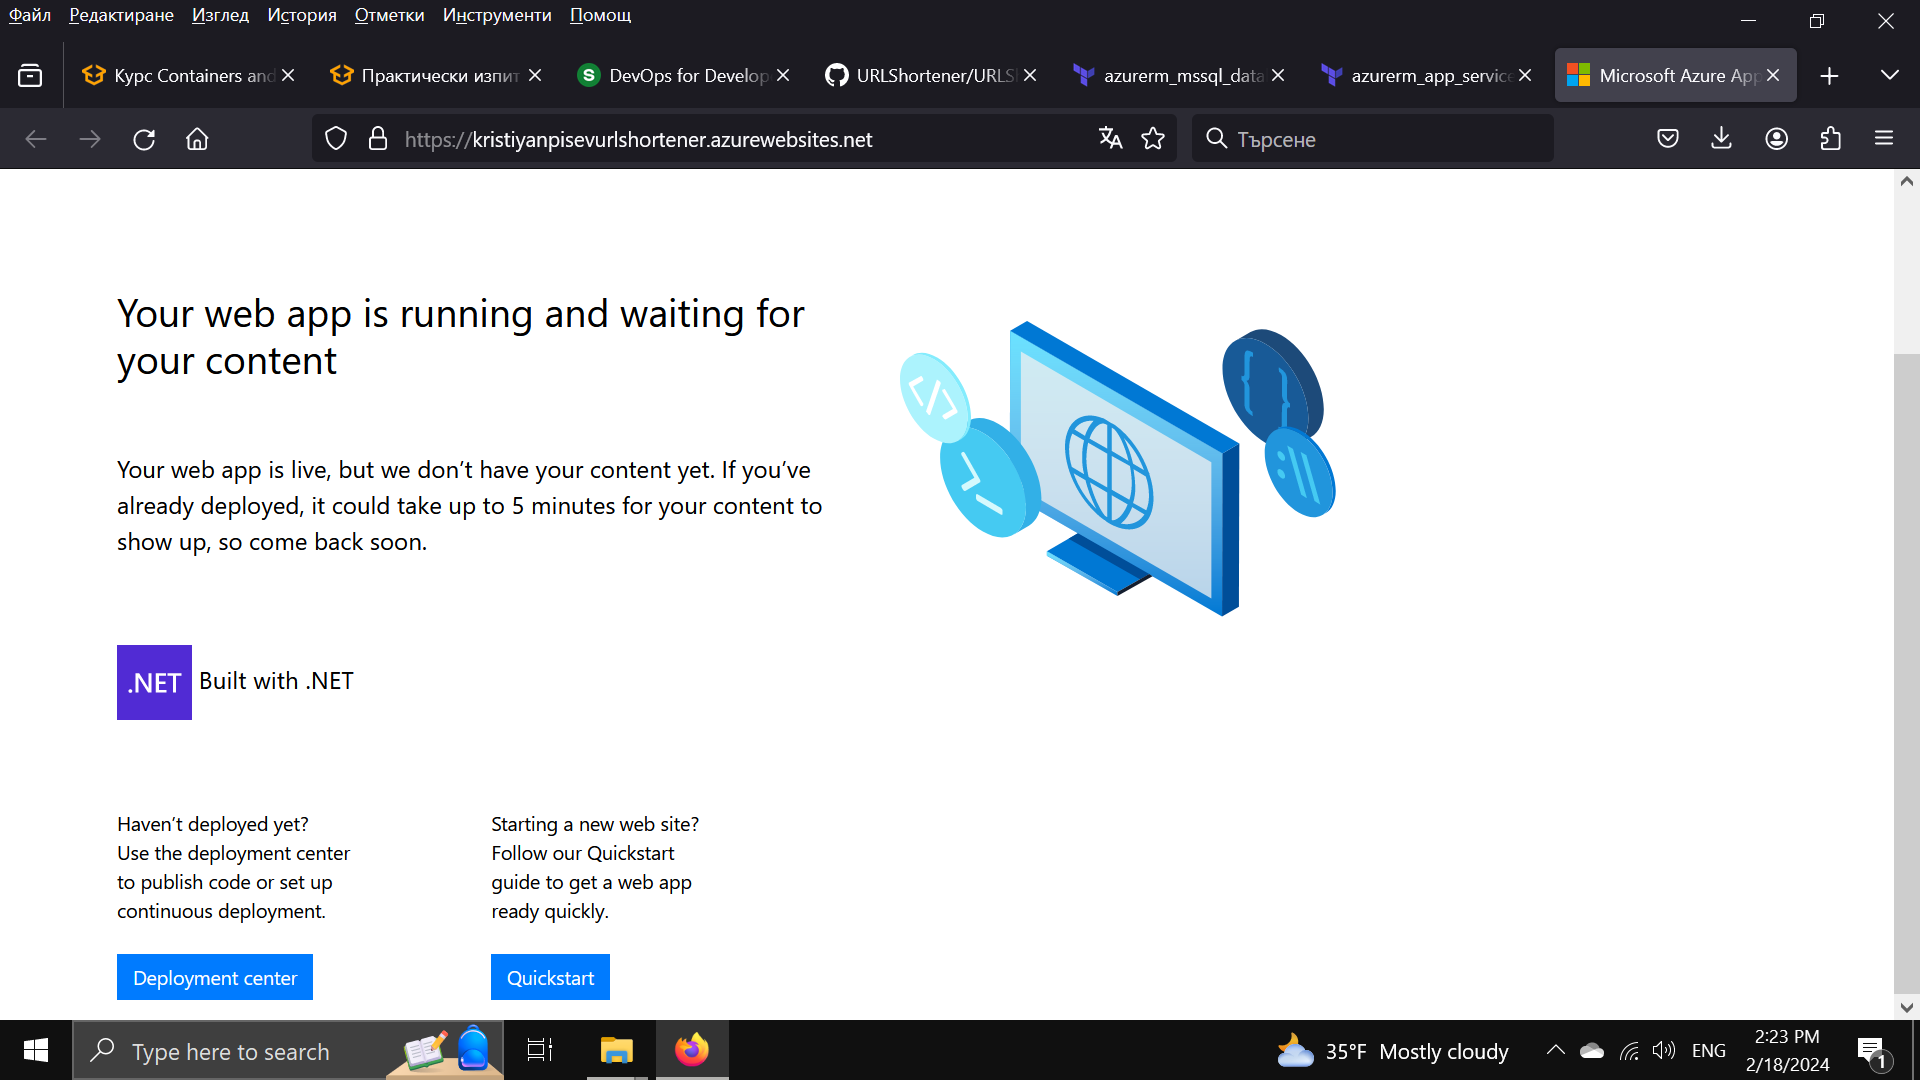 Файл Редактиране Изглед История Отметки Инструменти Помощ
Курс Containers and
Практически изпит
S DevOps for Develop
URLShortener/URLS
azurerm_mssql_data
azurerm_app_service
Microsoft Azure App
https://kristiyanpisevurlshortener.azurewebsites.net
Търсене
Your web app is running and waiting for
your content
Your web app is live, but we don’t have your content yet. If you’ve
already deployed, it could take up to 5 minutes for your content to
show up, so come back soon.
.NET Built with .NET
Haven’t deployed yet?
Use the deployment center
to publish code or set up
continuous deployment.
Deployment center
Starting a new web site?
Follow our Quickstart
guide to get a web app
ready quickly.
Quickstart
Type here to search
35°F Mostly cloudy
ENG
2:23 PM
2/18/2024
1